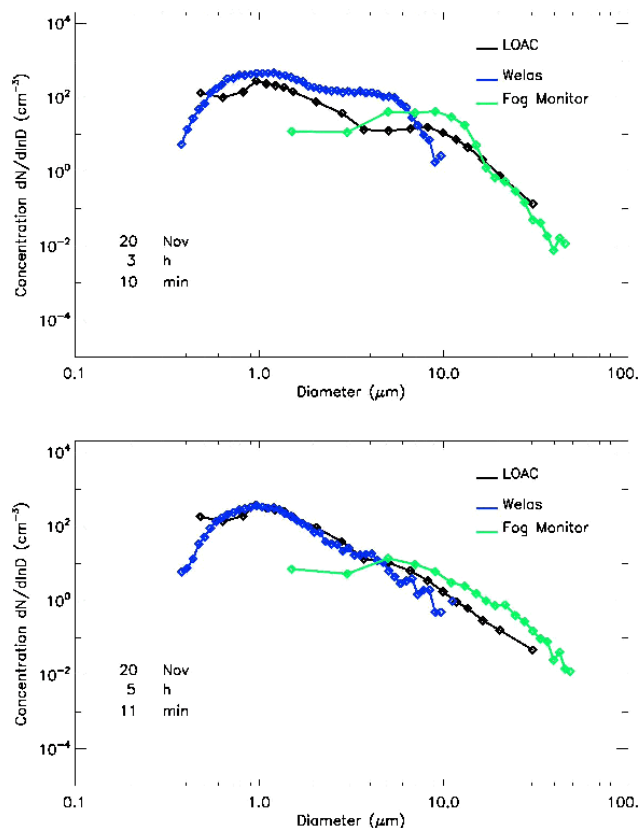 10⁴
10²
10⁰
10⁻²
10⁻⁴
Concentration dN/dlnD (cm⁻³)
LOAC
Welas
Fog Monitor
20 Nov
3 h
10 min
0.1 1.0 10.0 100.
Diameter (μm)
10⁴
10²
10⁰
10⁻²
10⁻⁴
Concentration dN/dlnD (cm⁻³)
LOAC
Welas
Fog Monitor
20 Nov
5 h
11 min
0.1 1.0 10.0 100.
Diameter (μm)